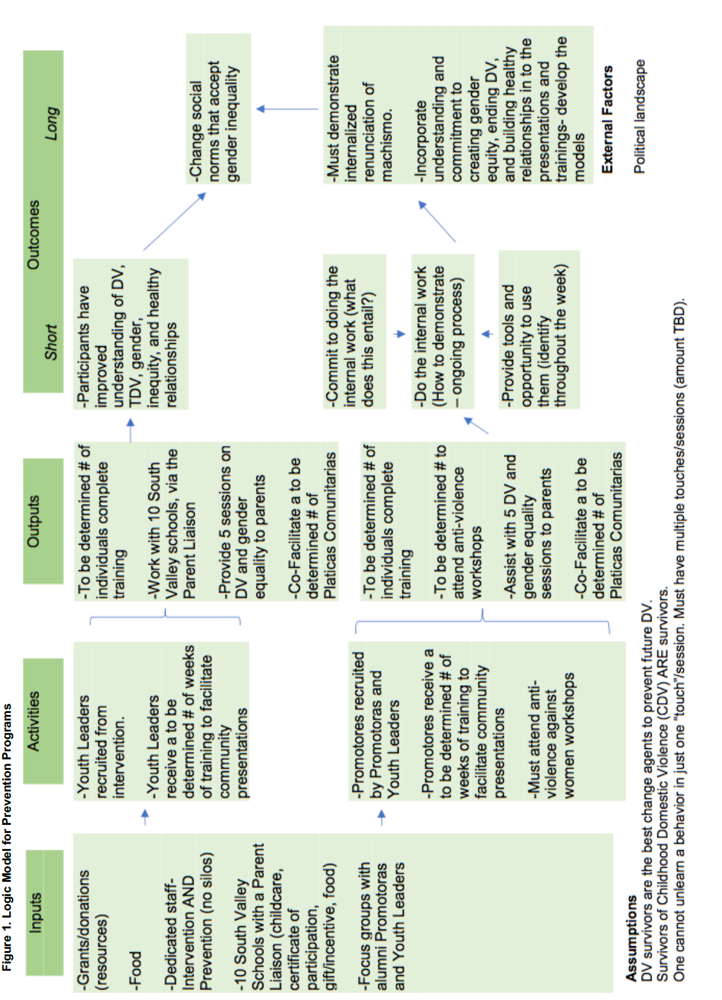 Figure 1. Logic Model for Prevention Programs
Inputs
Activities
Outputs
Outcomes
Short
Long
-Grants/donations
(resources)
-Food
-Dedicated staff-
Intervention AND
Prevention (no silos)
-10 South Valley
Schools with a Parent
Liaison (childcare,
certificate of
participation,
gift/incentive, food)
-Focus groups with
alumni Promotoras
and Youth Leaders
-Youth Leaders
recruited from
intervention.
-Youth Leaders
receive a to be
determined # of weeks
of training to facilitate
community
presentations
-Promotores recruited
by Promotoras and
Youth Leaders
-Promotores receive a
to be determined # of
weeks of training to
facilitate community
presentations
-Must attend anti-
violence against
women workshops
-To be determined # of
individuals complete
training
-Work with 10 South
Valley schools, via the
Parent Liaison
-Provide 5 sessions on
DV and gender
equality to parents
-Co-Facilitate a to be
determined # of
Platicas Comunitarias
-To be determined # of
individuals complete
training
-To be determined # to
attend anti-violence
workshops
-Assist with 5 DV and
gender equality
sessions to parents
-Co-Facilitate a to be
determined # of
Platicas Comunitarias
-Participants have
improved
understanding of DV,
TDV, gender,
inequity, and healthy
relationships
-Commit to doing the
internal work (what
does this entail?)
-Do the internal work
(How to demonstrate
– ongoing process)
-Provide tools and
opportunity to use
them (identify
throughout the week)
-Change social
norms that accept
gender inequality
-Must demonstrate
internalized
renunciation of
machismo.
-Incorporate
understanding and
commitment to
creating gender
equity, ending DV,
and building healthy
relationships in to the
presentations and
trainings- develop the
models
Assumptions
DV survivors are the best change agents to prevent future DV.
Survivors of Childhood Domestic Violence (CDV) ARE survivors.
One cannot unlearn a behavior in just one “touch”/session. Must have multiple touches/sessions (amount TBD).
External Factors
Political landscape